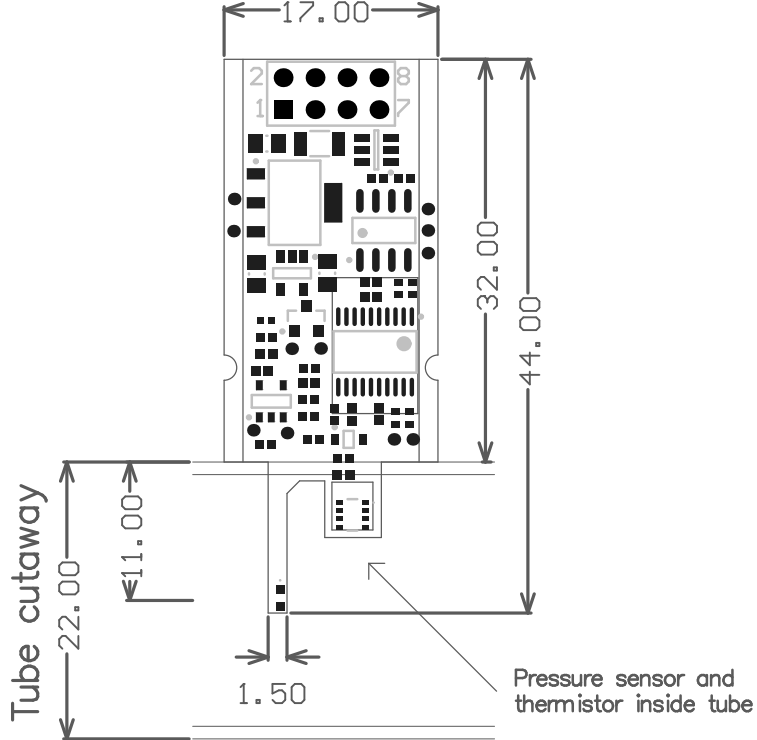 17.00
2 8
1 7
32.00
44.00
11.00
22.00
Tube cutaway
1.50
Pressure sensor and
thermistor inside tube